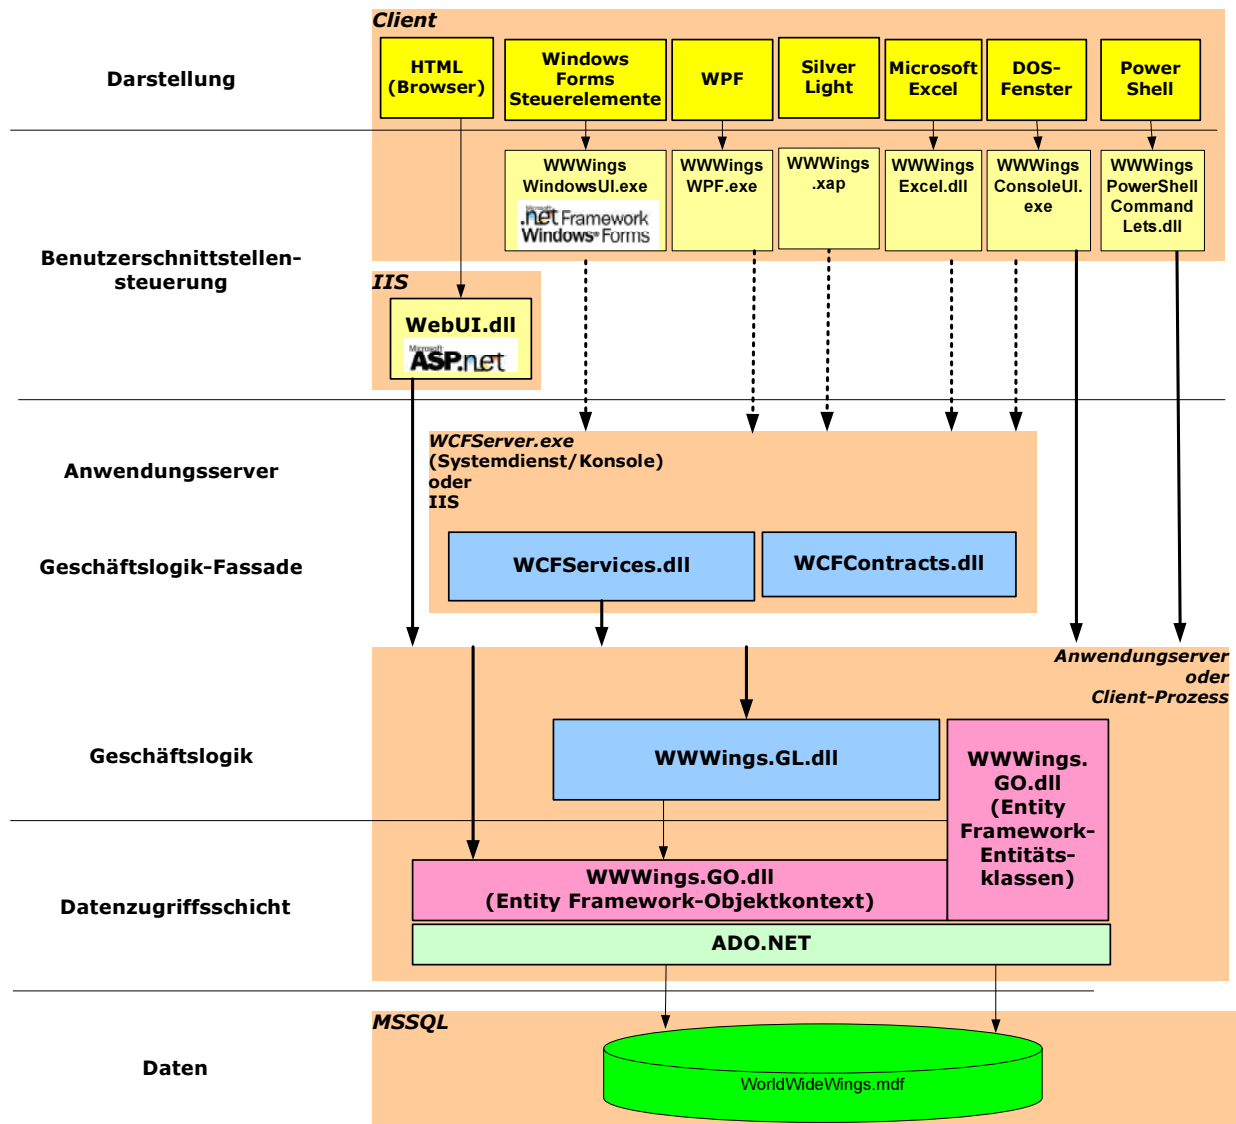 Client
Darstellung
HTML
(Browser)
Windows
Forms
Steuerelemente
WPF
Silver
Light
Microsoft
Excel
DOS-
Fenster
Power
Shell
Benutzerschnittstellen-
steuerung
WWWings
WindowsUI.exe
Microsoft
.net Framework
Windows Forms
WWWings
WPF.exe
WWWings
.xap
WWWings
Excel.dll
WWWings
ConsoleUI.
exe
WWWings
PowerShell
Command
Lets.dll
IIS
WebUI.dll
Microsoft
ASP.net
Anwendungsserver
WCFServer.exe
(Systemdienst/Konsole)
oder
IIS
Geschäftslogik-Fassade
WCFServices.dll
WCFContracts.dll
Anwendungserver
oder
Client-Prozess
Geschäftslogik
WWWings.GL.dll
WWWings.
GO.dll
(Entity
Framework-
Entitäts-
klassen)
Datenzugriffsschicht
WWWings.GO.dll
(Entity Framework-Objektkontext)
ADO.NET
MSSQL
Daten
WorldWideWings.mdf